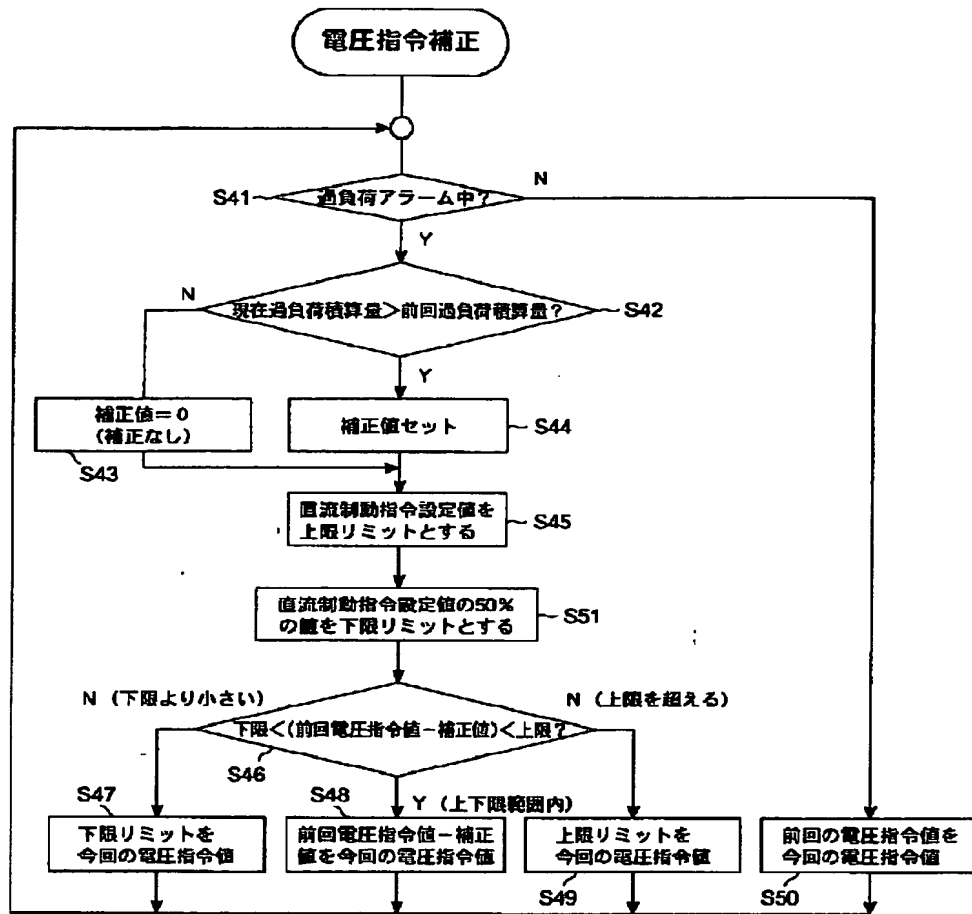 電圧指令補正
N
S41
過負荷アラーム中?
Y
N
現在過負荷積算量>前回過負荷積算量?
S42
Y
補正値=0
(補正なし)
S43
補正値セット
S44
直流制動指令設定値を
上限リミットとする
S45
直流制動指令設定値の50%
の値を下限リミットとする
S51
N (下限より小さい)
N (上限を超える)
下限<(前回電圧指令値-補正値)<上限?
S46
S47
S48
Y (上下限範囲内)
下限リミットを
今回の電圧指令値
前回電圧指令値-補正
値を今回の電圧指令値
上限リミットを
今回の電圧指令値
S49
前回の電圧指令値を
今回の電圧指令値
S50